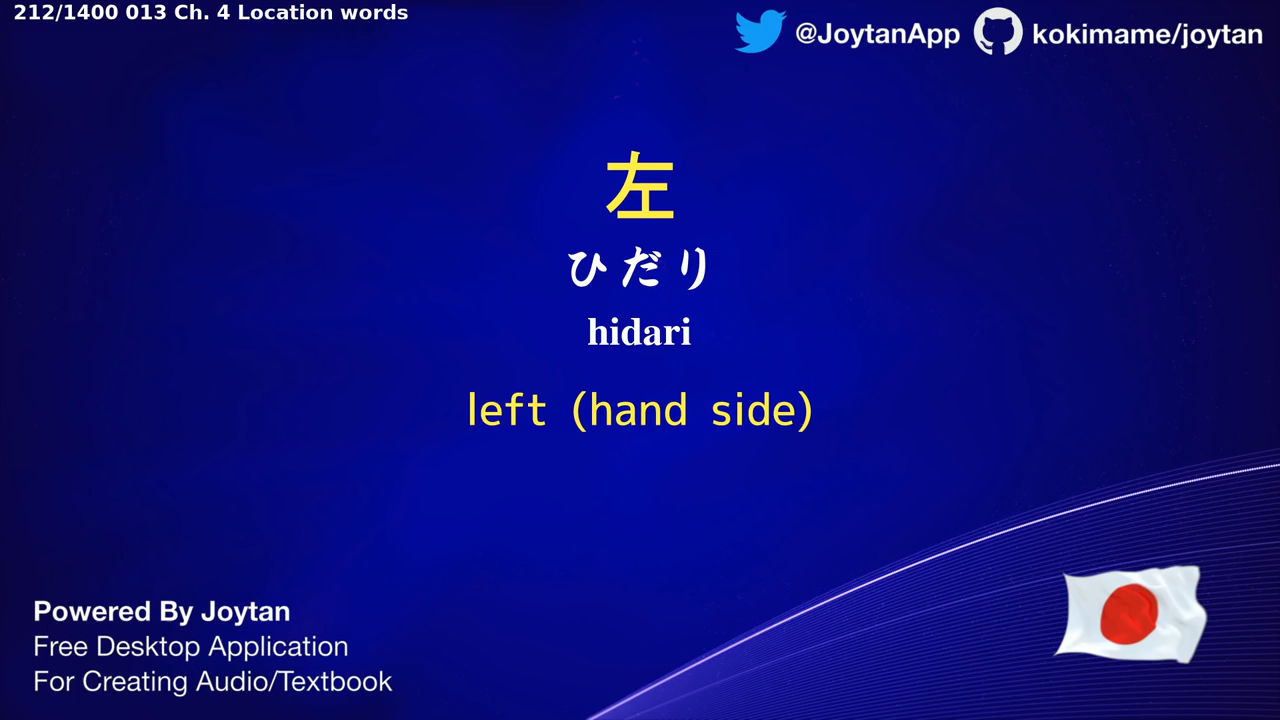 212/1400 013 Ch. 4 Location words
@JoytanApp kokimame/joytan
左
ひだり
hidari
left (hand side)
Powered By Joytan
Free Desktop Application
For Creating Audio/Textbook